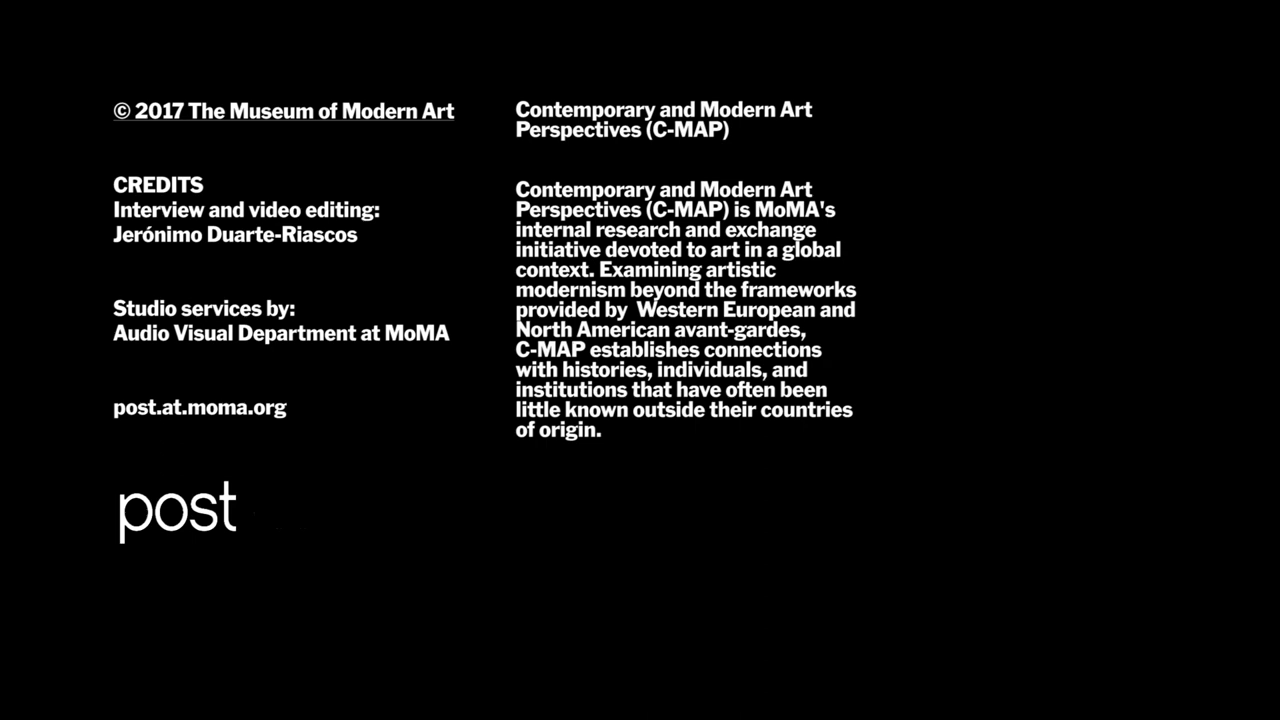 © 2017 The Museum of Modern Art
CREDITS
Interview and video editing:
Jerónimo Duarte-Riascos
Studio services by:
Audio Visual Department at MoMA
post.at.moma.org
post
Contemporary and Modern Art
Perspectives (C-MAP)
Contemporary and Modern Art
Perspectives (C-MAP) is MoMA's
internal research and exchange
initiative devoted to art in a global
context. Examining artistic
modernism beyond the frameworks
provided by  Western European and
North American avant-gardes,
C-MAP establishes connections
with histories, individuals, and
institutions that have often been
little known outside their countries
of origin.